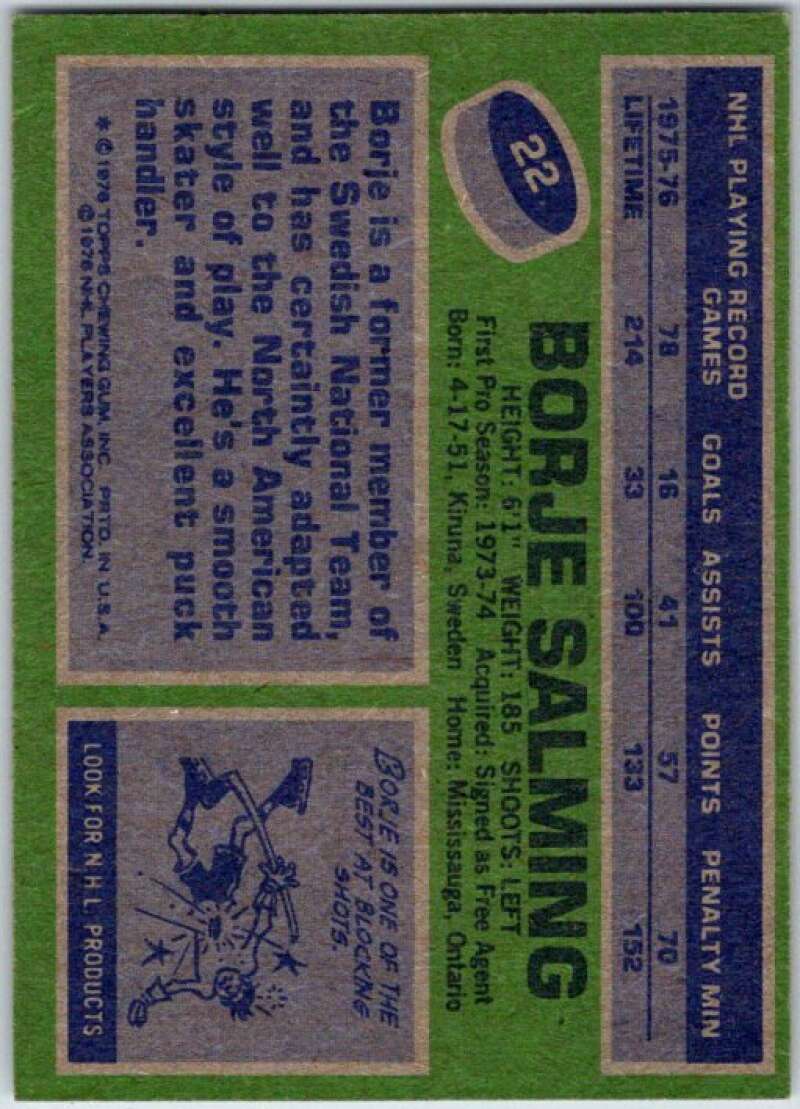 NHL PLAYING RECORD
GAMES GOALS ASSISTS POINTS PENALTY MIN
1975-76 78 16 41 57 70
LIFETIME 214 33 100 133 152
22
BORJE SALMING
HEIGHT: 6'1" WEIGHT: 185 SHOOTS: LEFT
First Pro Season: 1973-74 Acquired: Signed as Free Agent
Born: 4-17-51, Kiruna, Sweden Home: Mississauga, Ontario
Borje is a former member of
the Swedish National Team,
and has certaintly adapted
well to the North American
style of play. He's a smooth
skater and excellent puck
handler.
* © 1976 TOPPS CHEWING GUM, INC. PRTD. IN U.S.A.
© 1976 NHL PLAYERS ASSOCIATION.
BORJE IS ONE OF THE
BEST AT BLOCKING
SHOTS.
LOOK FOR N H L PRODUCTS